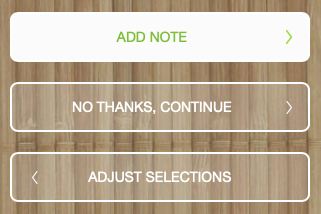 ADD NOTE
NO THANKS, CONTINUE
ADJUST SELECTIONS